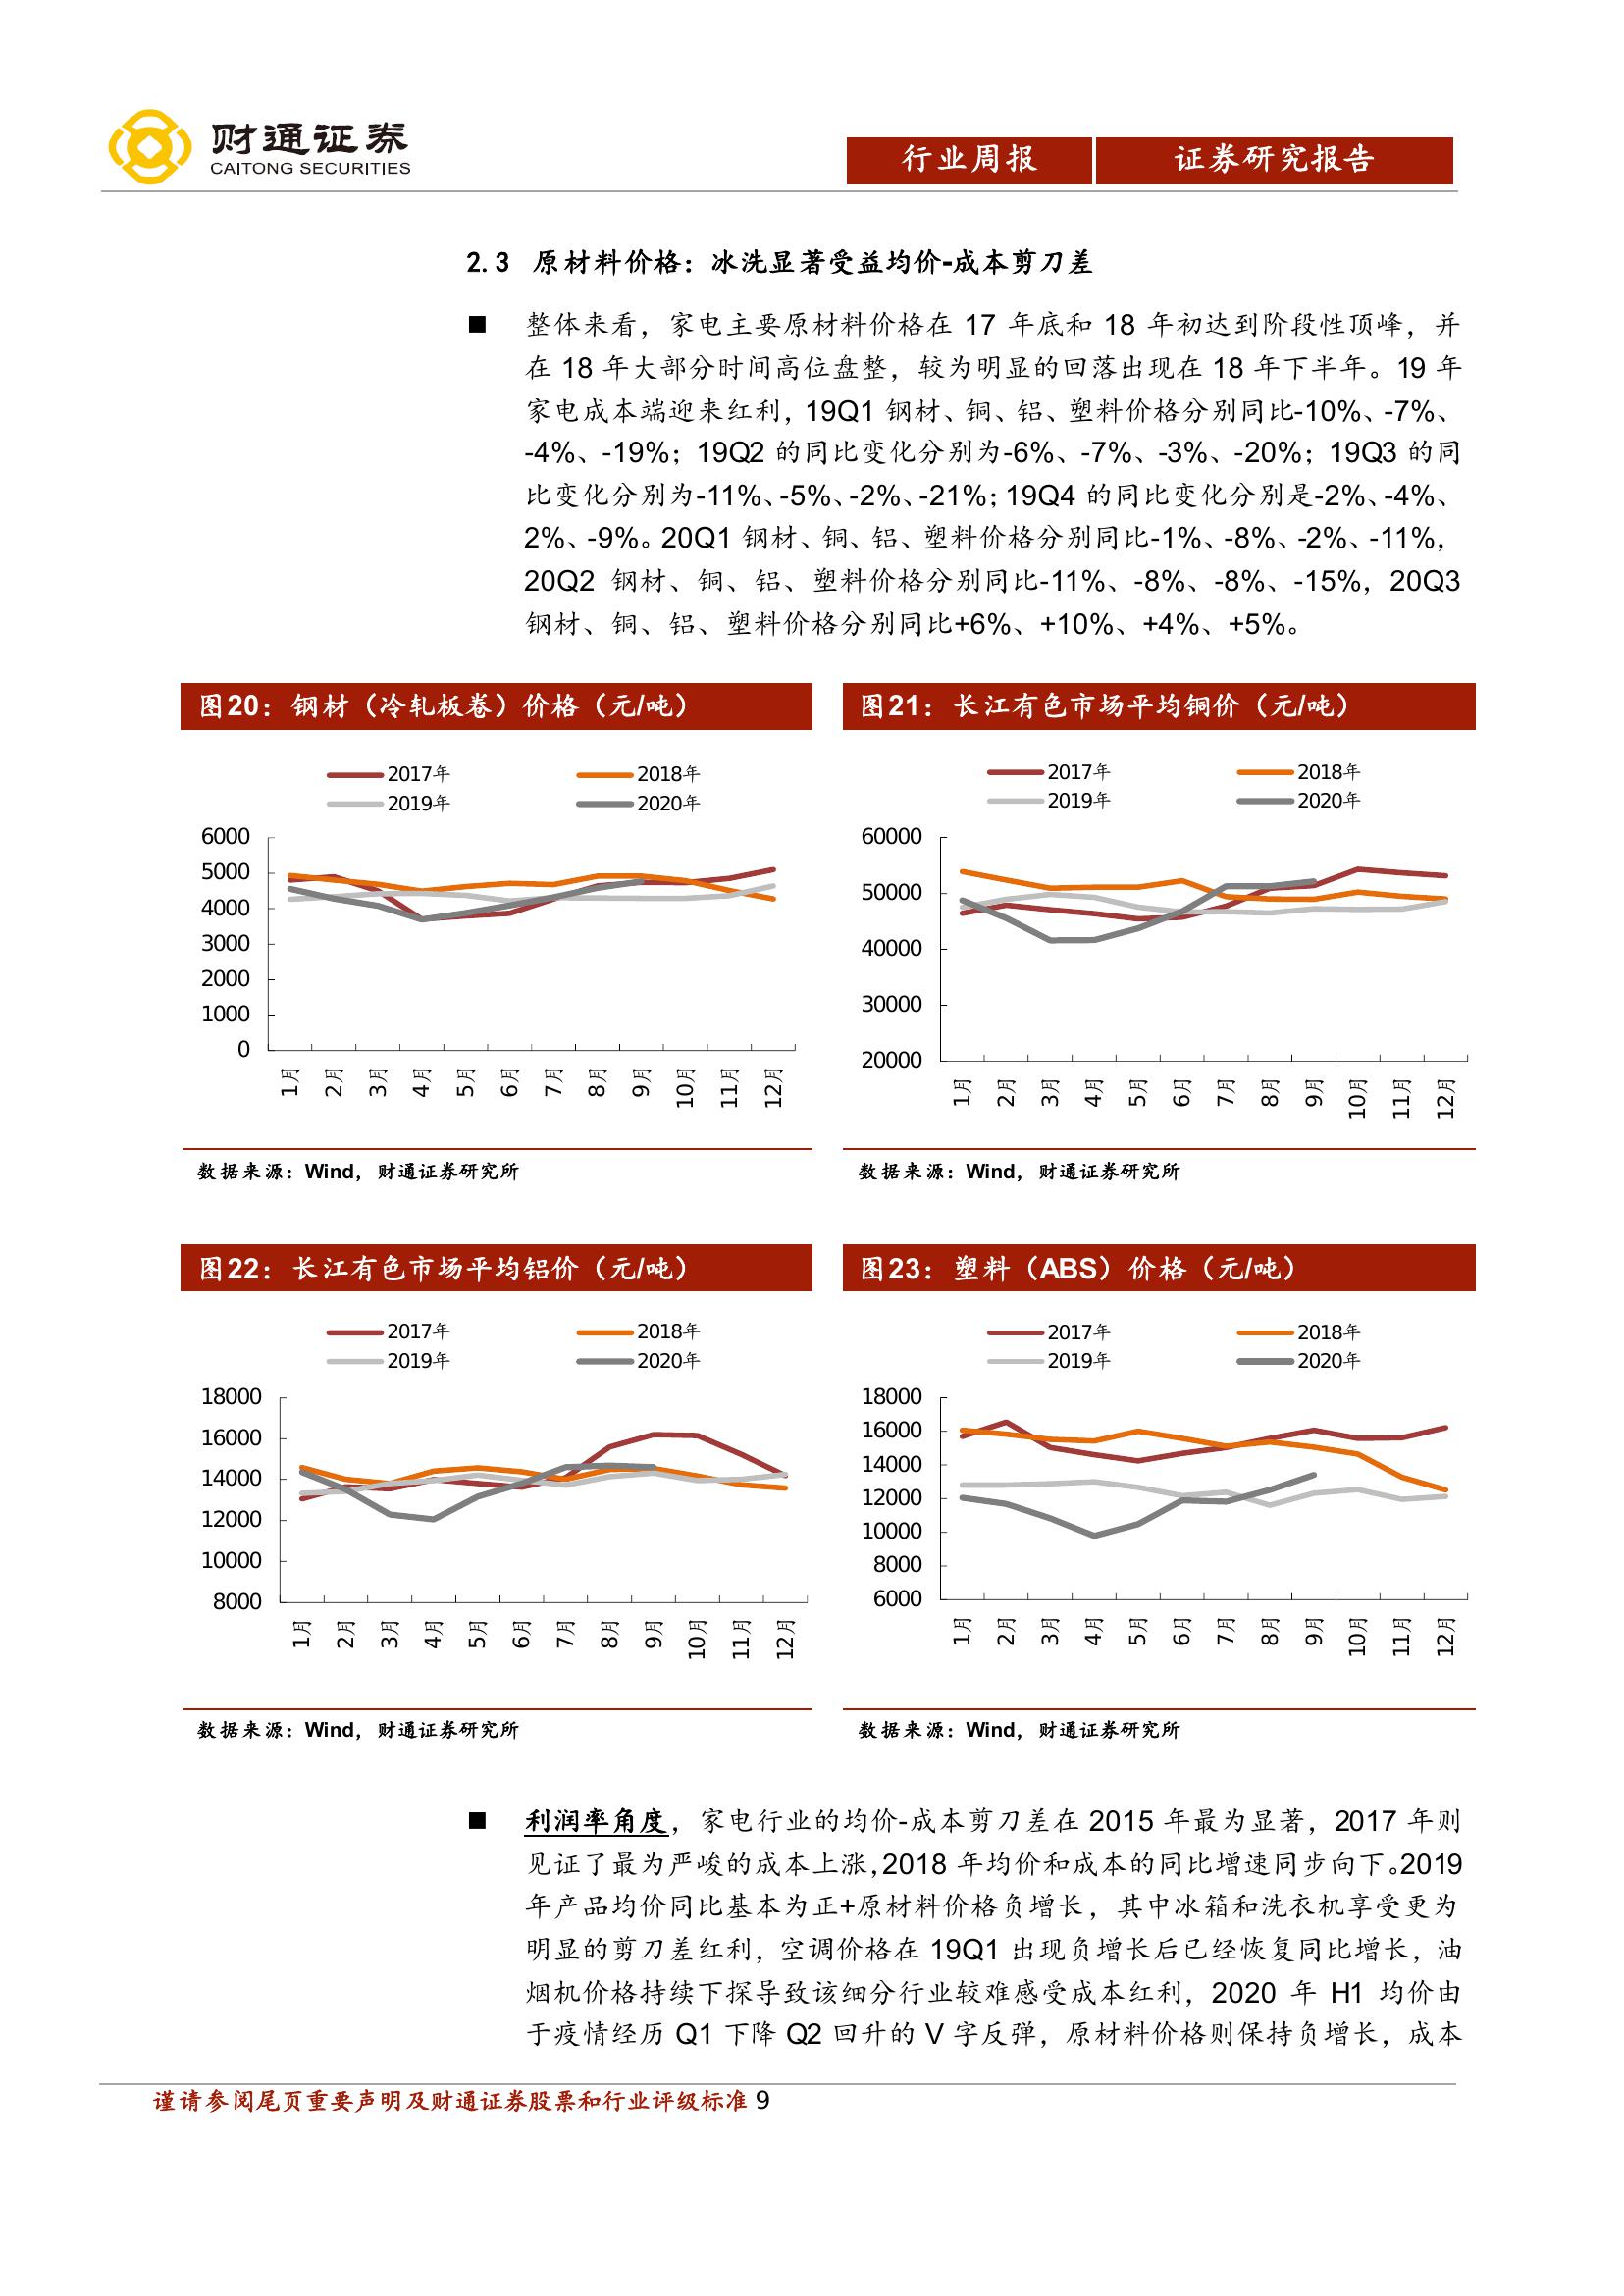 财通证券
CAITONG SECURITIES
行业周报
证券研究报告
2.3 原材料价格：冰洗显著受益均价-成本剪刀差
■ 整体来看，家电主要原材料价格在 17 年底和 18 年初达到阶段性顶峰，并
在 18 年大部分时间高位盘整，较为明显的回落出现在 18 年下半年。19 年
家电成本端迎来红利，19Q1 钢材、铜、铝、塑料价格分别同比-10%、-7%、
-4%、-19%；19Q2 的同比变化分别为-6%、-7%、-3%、-20%；19Q3 的同
比变化分别为-11%、-5%、-2%、-21%；19Q4 的同比变化分别是-2%、-4%、
2%、-9%。20Q1 钢材、铜、铝、塑料价格分别同比-1%、-8%、-2%、-11%，
20Q2 钢材、铜、铝、塑料价格分别同比-11%、-8%、-8%、-15%，20Q3
钢材、铜、铝、塑料价格分别同比+6%、+10%、+4%、+5%。
图20：钢材（冷轧板卷）价格（元/吨）
2017年
2018年
2019年
2020年
6000
5000
4000
3000
2000
1000
0
1月
2月
3月
4月
5月
6月
7月
8月
9月
10月
11月
12月
数据来源：Wind，财通证券研究所
图21：长江有色市场平均铜价（元/吨）
2017年
2018年
2019年
2020年
60000
50000
40000
30000
20000
1月
2月
3月
4月
5月
6月
7月
8月
9月
10月
11月
12月
数据来源：Wind，财通证券研究所
图22：长江有色市场平均铝价（元/吨）
2017年
2018年
2019年
2020年
18000
16000
14000
12000
10000
8000
1月
2月
3月
4月
5月
6月
7月
8月
9月
10月
11月
12月
数据来源：Wind，财通证券研究所
图23：塑料（ABS）价格（元/吨）
2017年
2018年
2019年
2020年
18000
16000
14000
12000
10000
8000
6000
1月
2月
3月
4月
5月
6月
7月
8月
9月
10月
11月
12月
数据来源：Wind，财通证券研究所
■ 利润率角度，家电行业的均价-成本剪刀差在 2015 年最为显著，2017 年则
见证了最为严峻的成本上涨，2018 年均价和成本的同比增速同步向下。2019
年产品均价同比基本为正+原材料价格负增长，其中冰箱和洗衣机享受更为
明显的剪刀差红利，空调价格在 19Q1 出现负增长后已经恢复同比增长，油
烟机价格持续下探导致该细分行业较难感受成本红利，2020 年 H1 均价由
于疫情经历 Q1 下降 Q2 回升的 V 字反弹，原材料价格则保持负增长，成本
谨请参阅尾页重要声明及财通证券股票和行业评级标准 9